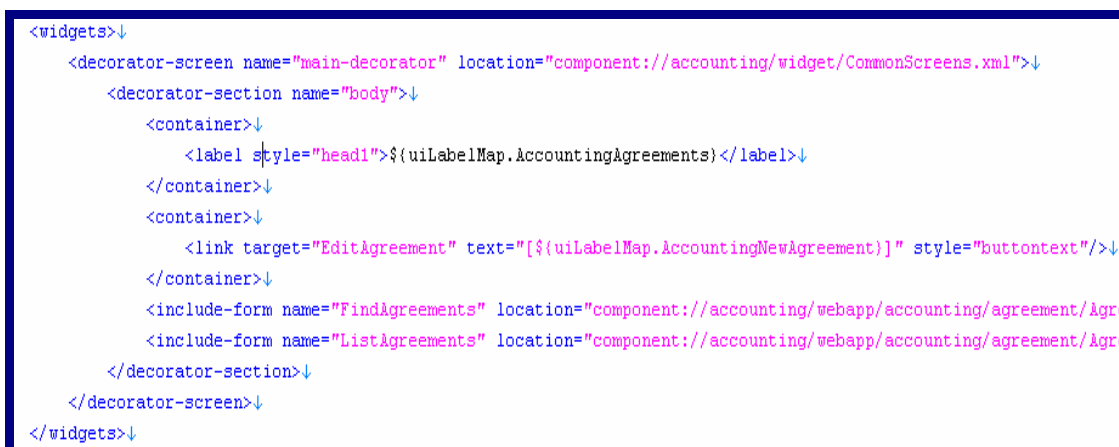 <widgets>↓
<decorator-screen name="main-decorator" location="component://accounting/widget/CommonScreens.xml">↓
<decorator-section name="body">↓
<container>↓
<label style="head1">${uiLabelMap.AccountingAgreements}</label>↓
</container>↓
<container>↓
<link target="EditAgreement" text="[${uiLabelMap.AccountingNewAgreement}]" style="buttontext"/>↓
</container>↓
<include-form name="FindAgreements" location="component://accounting/webapp/accounting/agreement/Agr
<include-form name="ListAgreements" location="component://accounting/webapp/accounting/agreement/Agr
</decorator-section>↓
</decorator-screen>↓
</widgets>↓